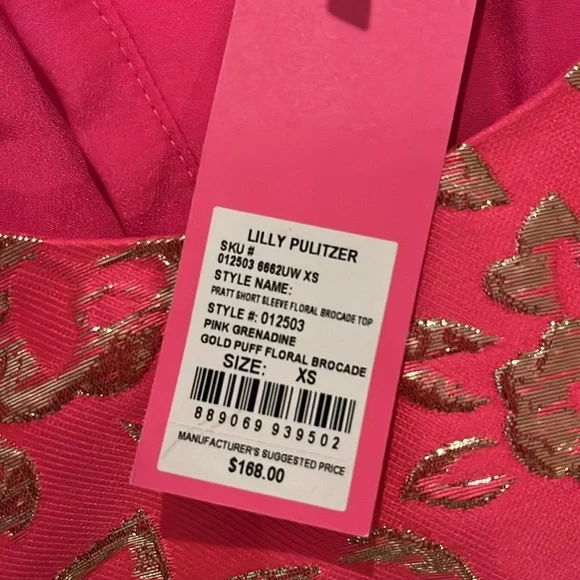 LILLY PULITZER
SKU #
012503 6662UW XS
STYLE NAME:
PRATT SHORT SLEEVE FLORAL BROCADE TOP
STYLE #: 012503
PINK GRENADINE
GOLD PUFF FLORAL BROCADE
SIZE: XS
889069 939502
MANUFACTURER'S SUGGESTED PRICE
$168.00